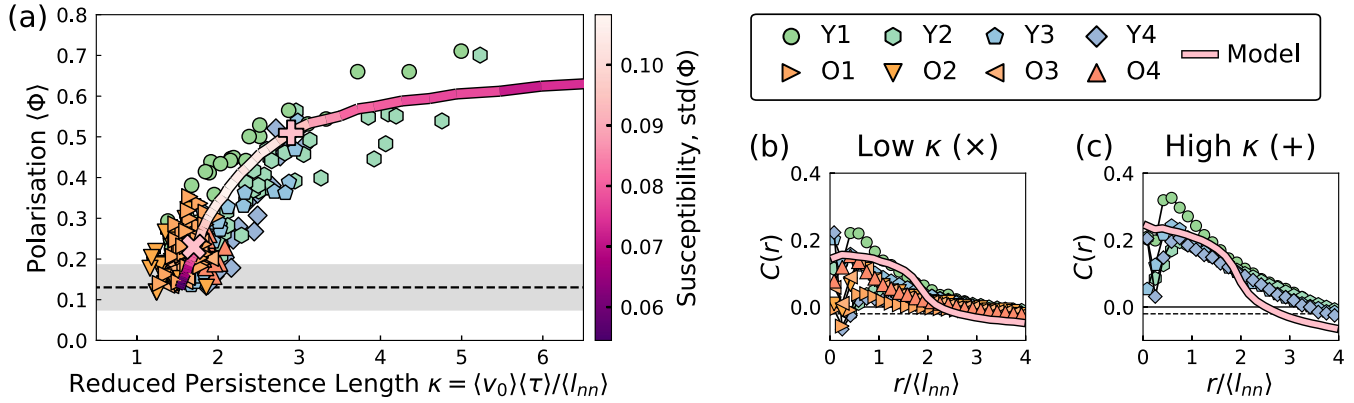 (a)
Polarisation ⟨Φ⟩
0.8
0.7
0.6
0.5
0.4
0.3
0.2
0.1
0.0
1 2 3 4 5 6
Reduced Persistence Length κ = ⟨v₀⟩⟨τ⟩/⟨lₙₙ⟩
0.10
0.09
0.08
0.07
0.06
Susceptibility, std(Φ)
Y1 Y2 Y3 Y4 Model
O1 O2 O3 O4
(b) Low κ (×)
C(r)
0.4
0.2
0.0
0 1 2 3 4
r/⟨lₙₙ⟩
(c) High κ (+)
C(r)
0.4
0.2
0.0
0 1 2 3 4
r/⟨lₙₙ⟩